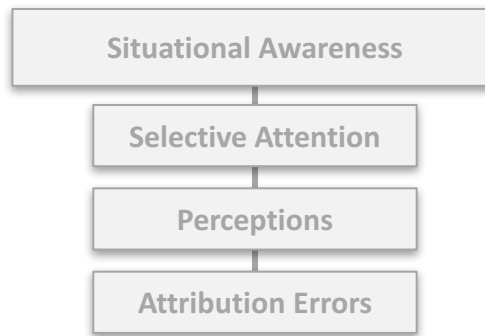 Situational Awareness
Selective Attention
Perceptions
Attribution Errors